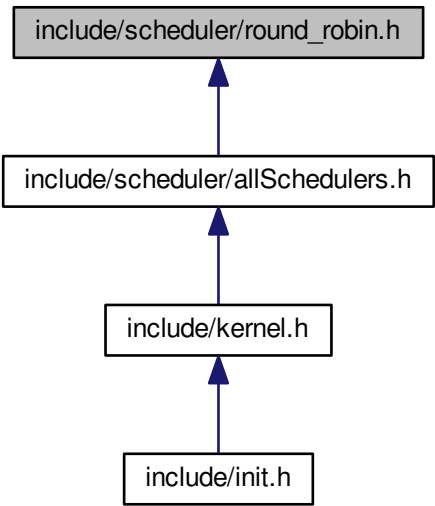 include/scheduler/round_robin.h
include/scheduler/allSchedulers.h
include/kernel.h
include/init.h